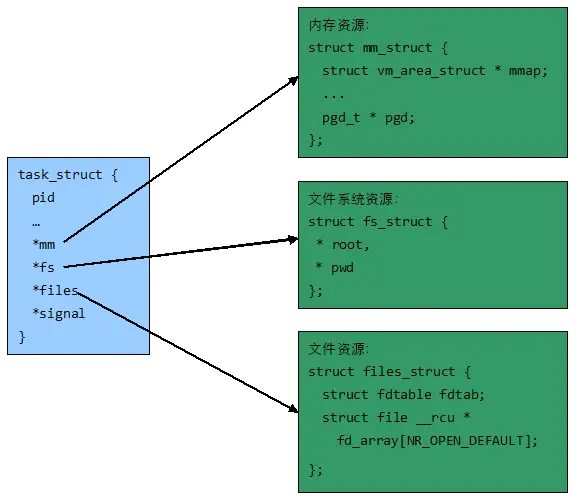 task_struct {
pid
…
*mm
*fs
*files
*signal
}
内存资源:
struct mm_struct {
struct vm_area_struct * mmap;
...
pgd_t * pgd;
};
文件系统资源:
struct fs_struct {
* root,
* pwd
};
文件资源:
struct files_struct {
struct fdtable fdtab;
struct file __rcu *
fd_array[NR_OPEN_DEFAULT];
};